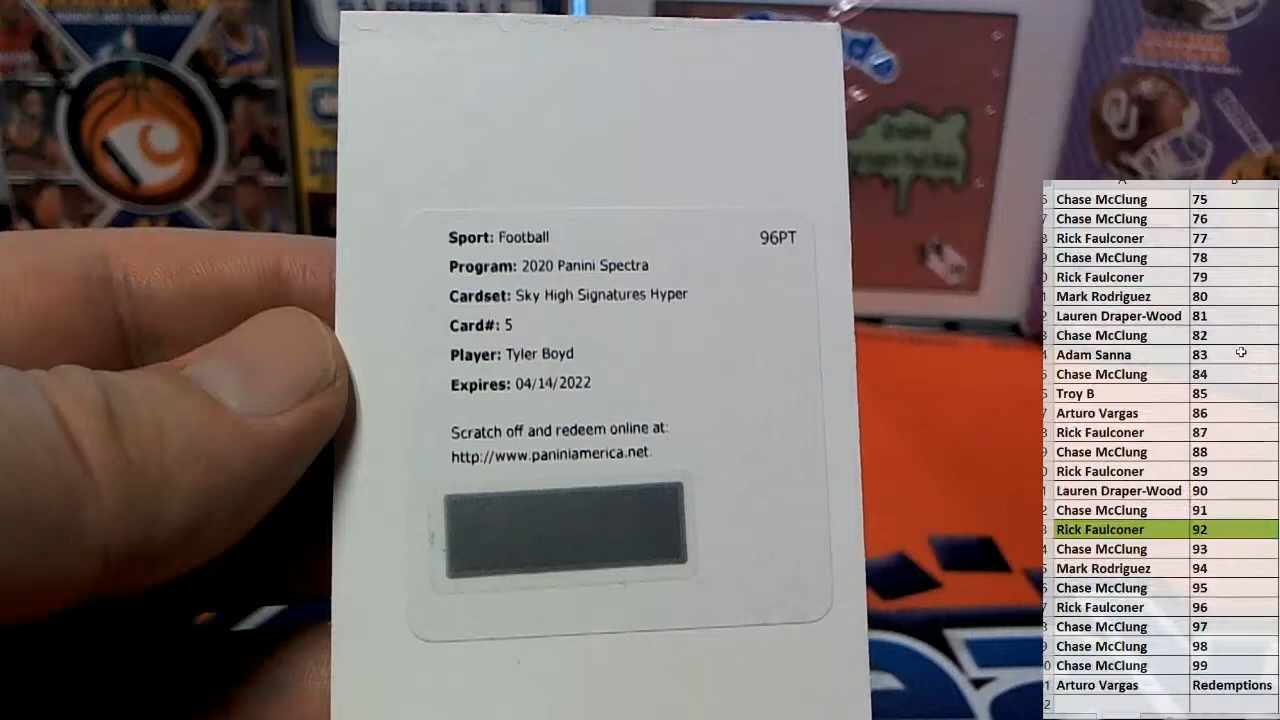 Sport: Football
96PT
Program: 2020 Panini Spectra
Cardset: Sky High Signatures Hyper
Card#: 5
Player: Tyler Boyd
Expires: 04/14/2022
Scratch off and redeem online at:
http://www.paniniamerica.net.
Chase McClung 75
Chase McClung 76
Rick Faulconer 77
Chase McClung 78
Rick Faulconer 79
Mark Rodriguez 80
Lauren Draper-Wood 81
Chase McClung 82
Adam Sanna 83
Chase McClung 84
Troy B 85
Arturo Vargas 86
Rick Faulconer 87
Chase McClung 88
Rick Faulconer 89
Lauren Draper-Wood 90
Chase McClung 91
Rick Faulconer 92
Chase McClung 93
Mark Rodriguez 94
Chase McClung 95
Rick Faulconer 96
Chase McClung 97
Chase McClung 98
Chase McClung 99
Arturo Vargas Redemptions